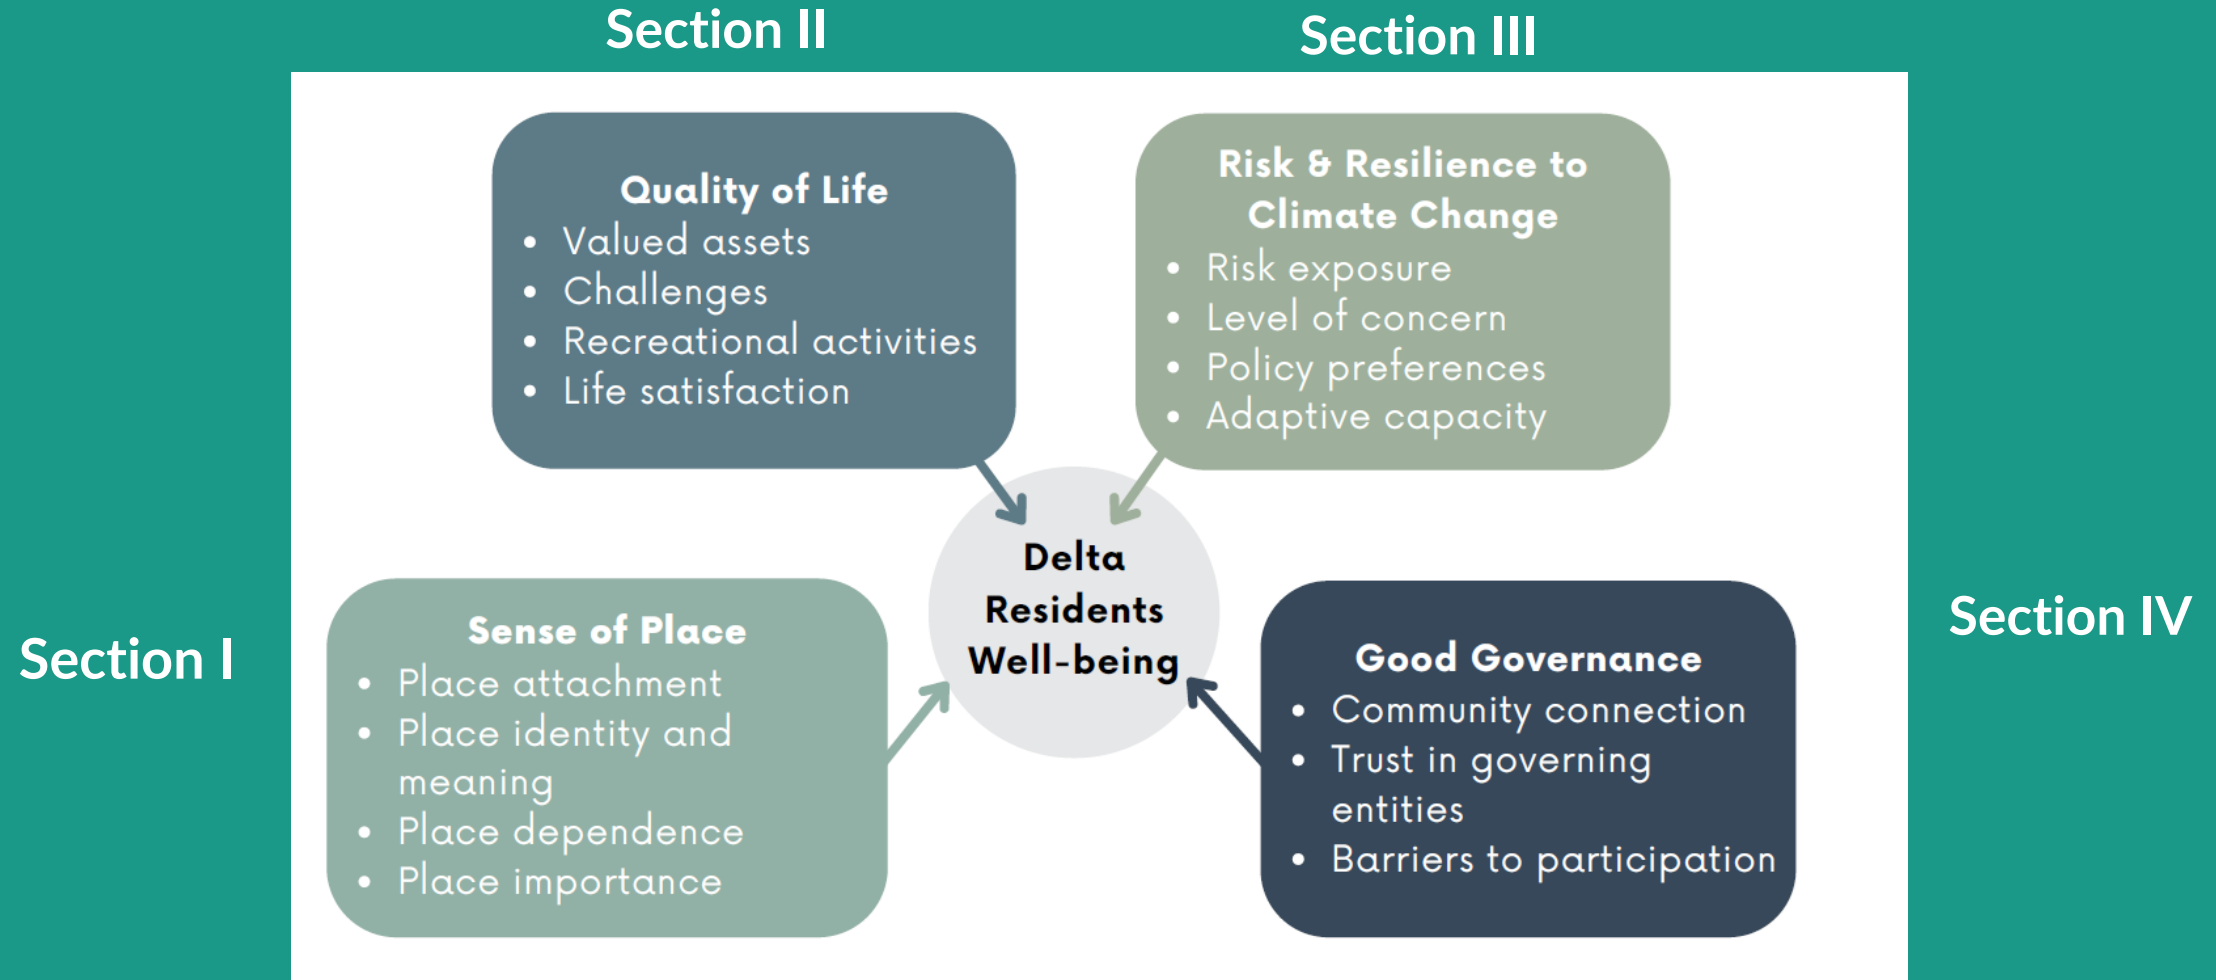 Section II
Section III
Quality of Life
• Valued assets
• Challenges
• Recreational activities
• Life satisfaction
Risk & Resilience to
Climate Change
• Risk exposure
• Level of concern
• Policy preferences
• Adaptive capacity
Delta
Residents
Well-being
Section I
Sense of Place
• Place attachment
• Place identity and
meaning
• Place dependence
• Place importance
Good Governance
• Community connection
• Trust in governing
entities
• Barriers to participation
Section IV